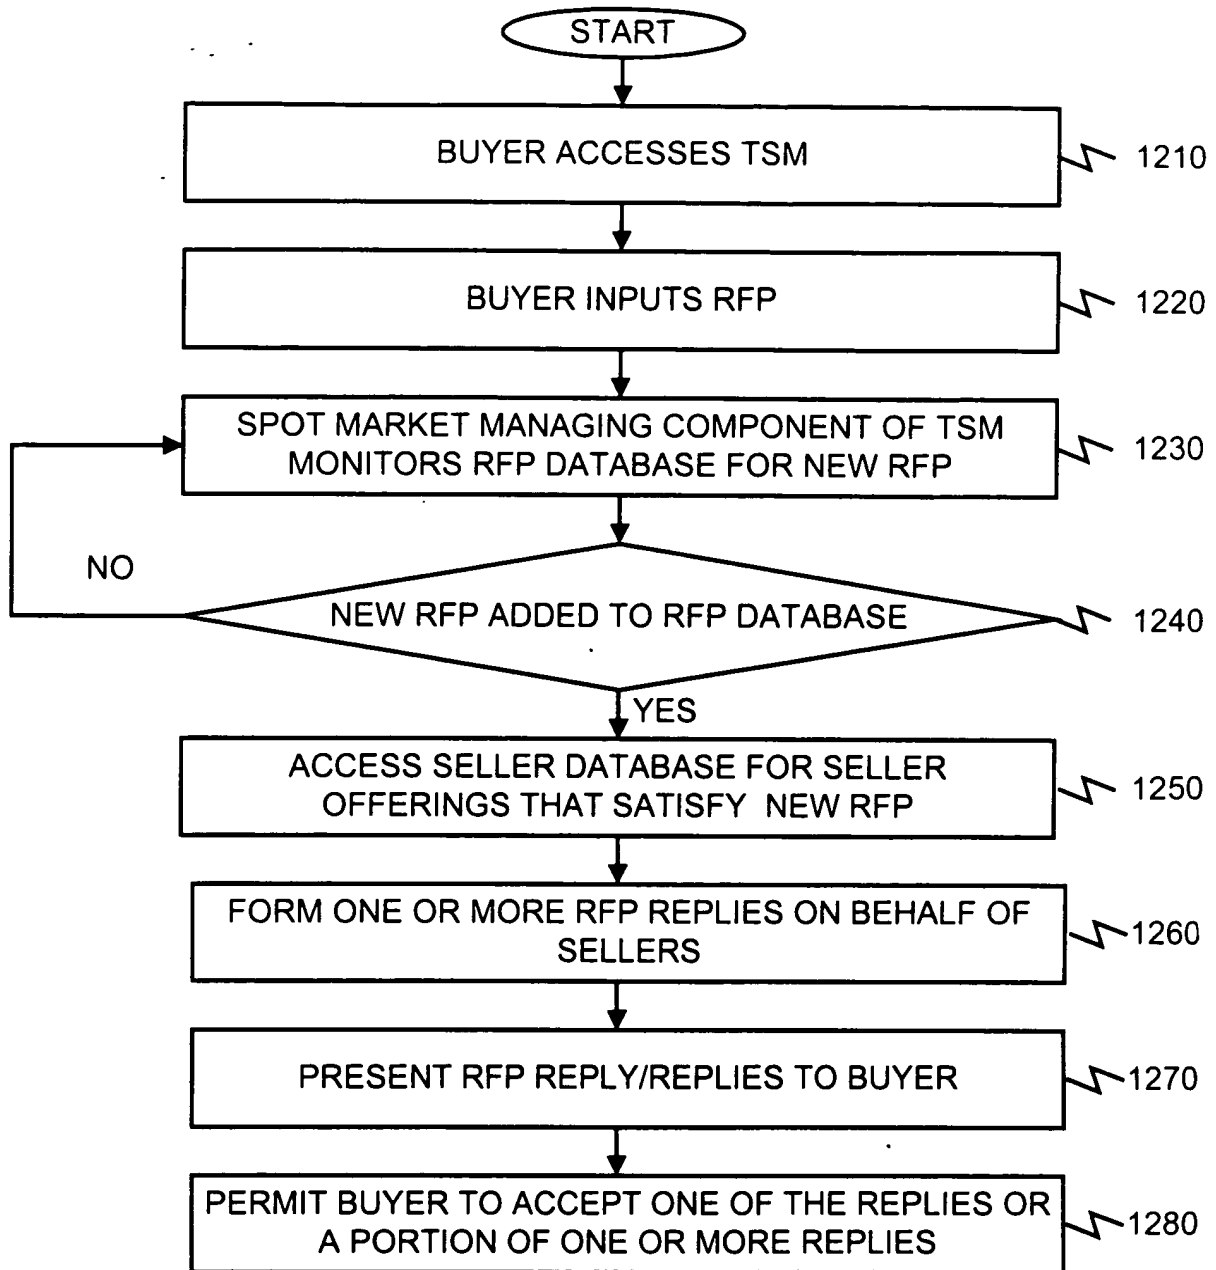 START
BUYER ACCESSES TSM
1210
BUYER INPUTS RFP
1220
SPOT MARKET MANAGING COMPONENT OF TSM
MONITORS RFP DATABASE FOR NEW RFP
1230
NO
NEW RFP ADDED TO RFP DATABASE
1240
YES
ACCESS SELLER DATABASE FOR SELLER
OFFERINGS THAT SATISFY NEW RFP
1250
FORM ONE OR MORE RFP REPLIES ON BEHALF OF
SELLERS
1260
PRESENT RFP REPLY/REPLIES TO BUYER
1270
PERMIT BUYER TO ACCEPT ONE OF THE REPLIES OR
A PORTION OF ONE OR MORE REPLIES
1280